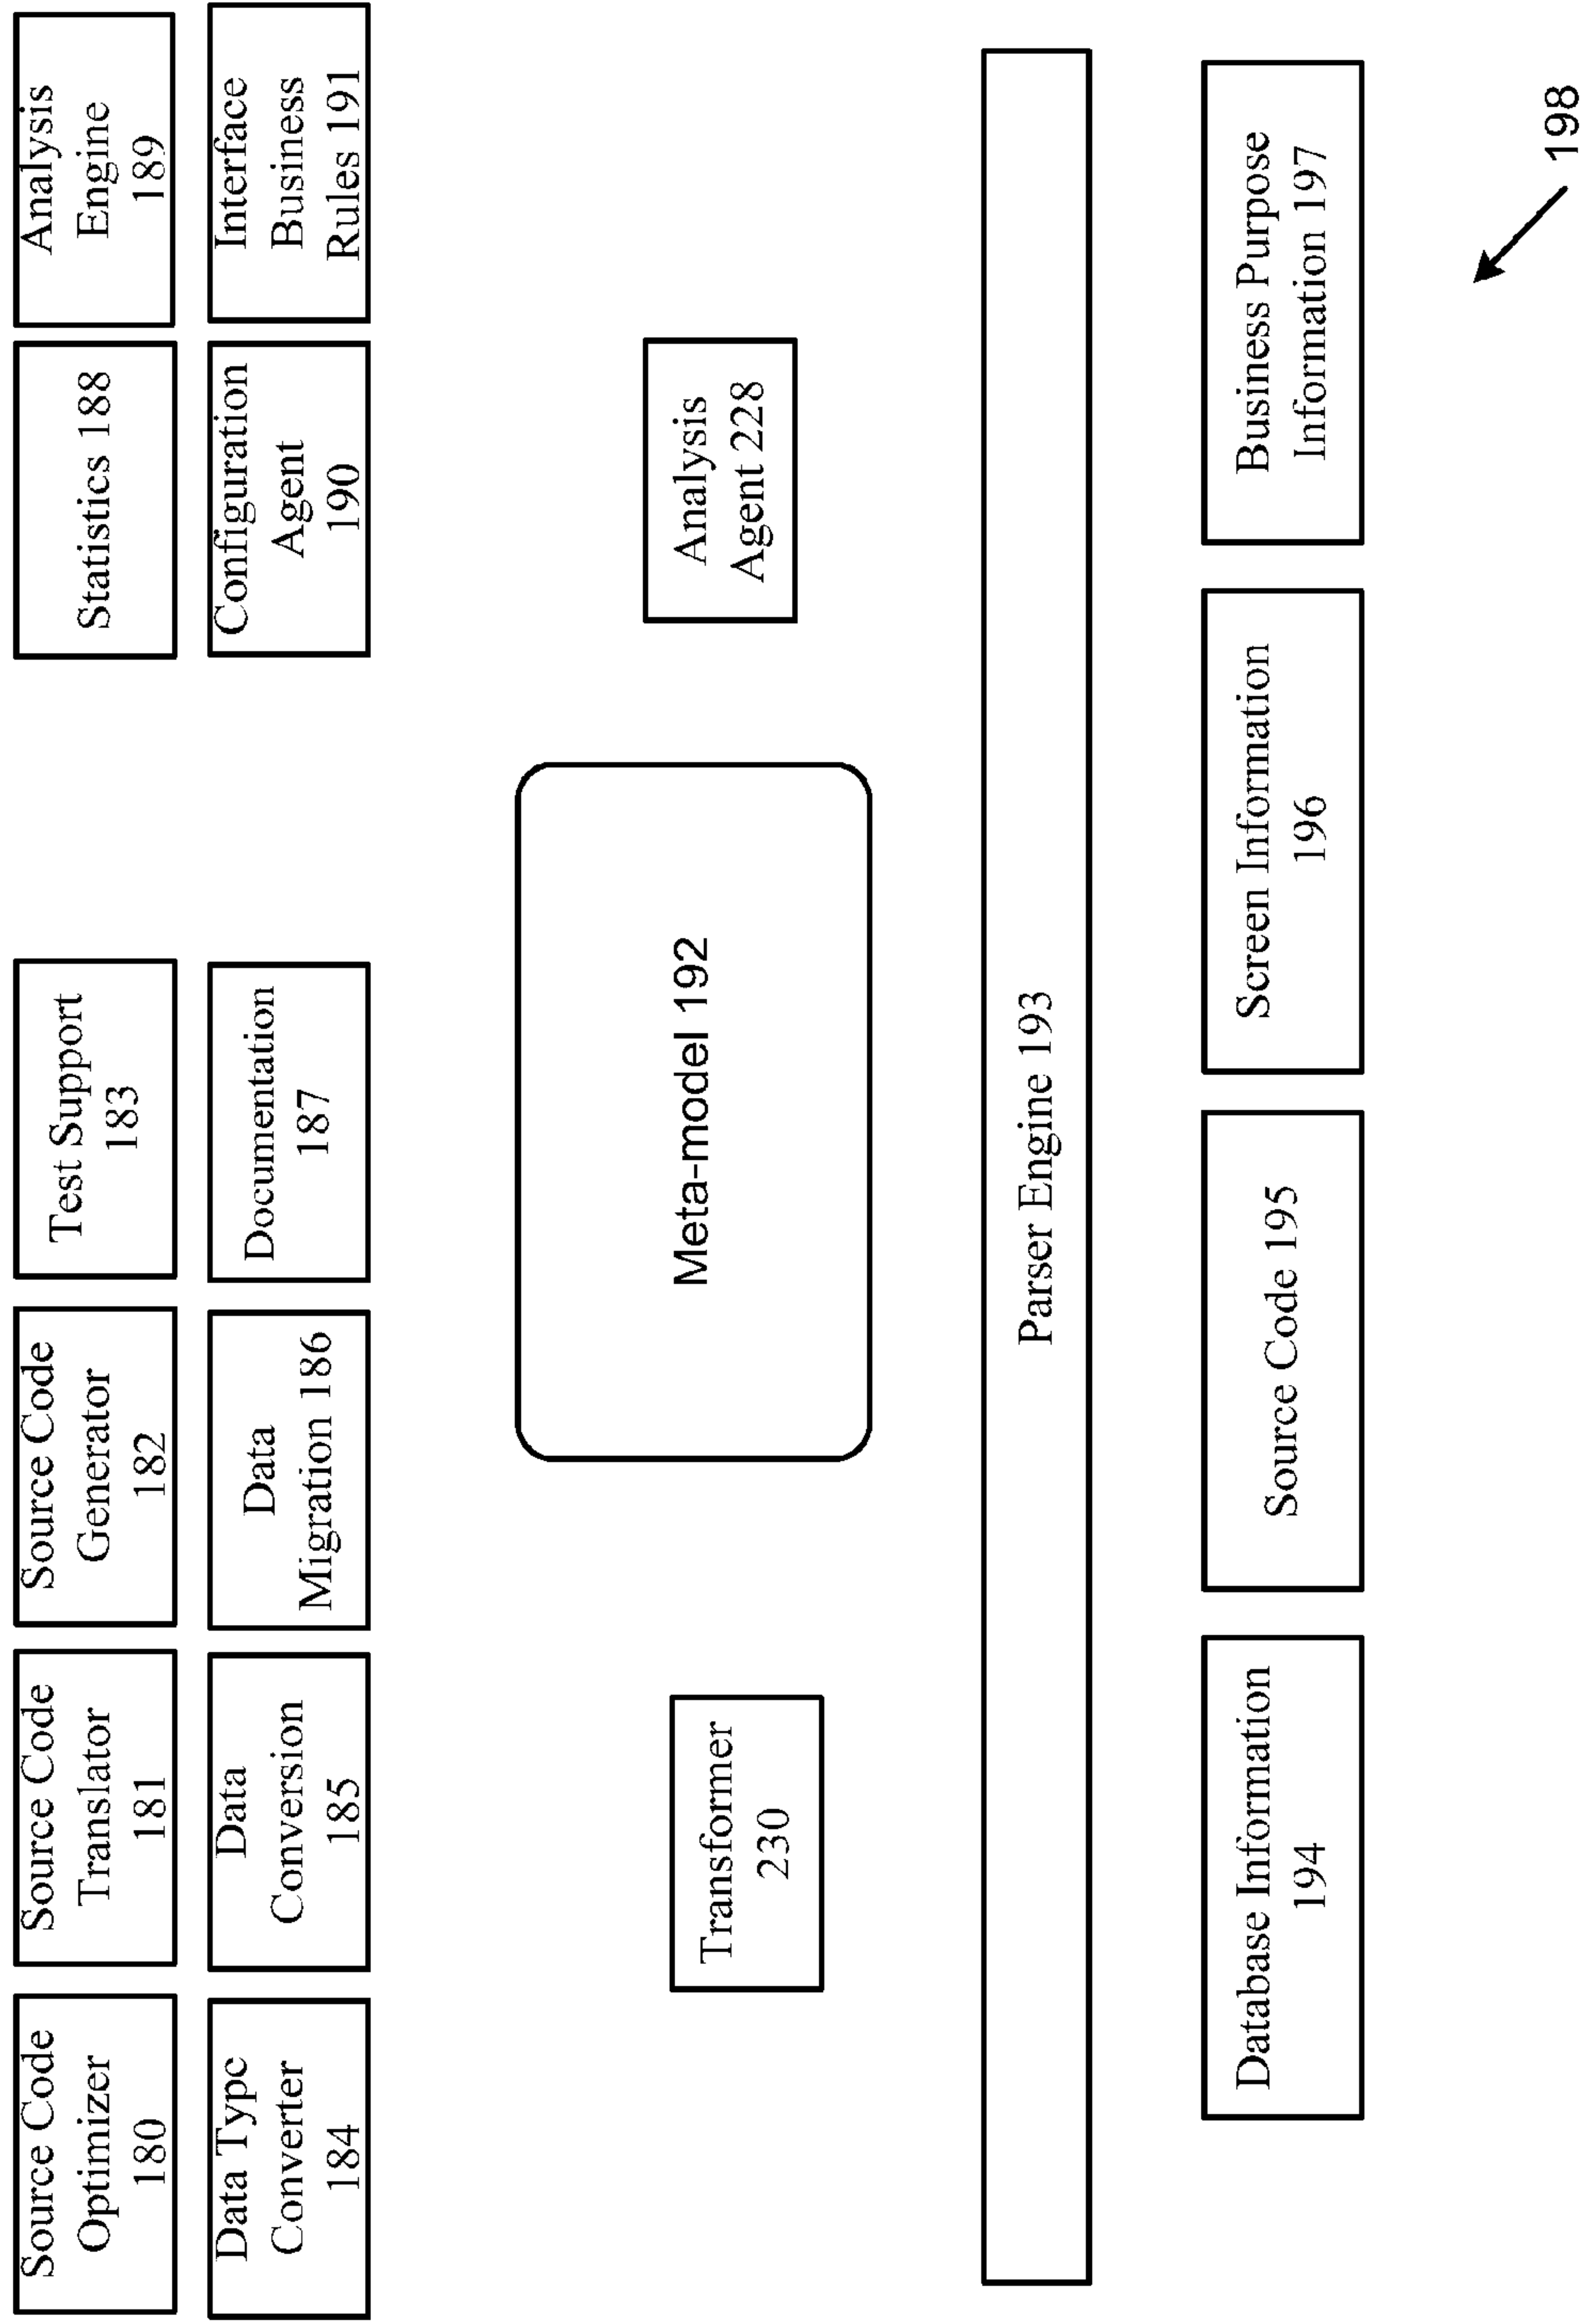 Source Code
Optimizer
180
Source Code
Translator
181
Source Code
Generator
182
Test Support
183
Statistics 188
Analysis
Engine
189
Data Type
Converter
184
Data
Conversion
185
Data
Migration 186
Documentation
187
Configuration
Agent
190
Interface
Business
Rules 191
Transformer
230
Meta-model 192
Analysis
Agent 228
Parser Engine 193
Database Information
194
Source Code 195
Screen Information
196
Business Purpose
Information 197
198